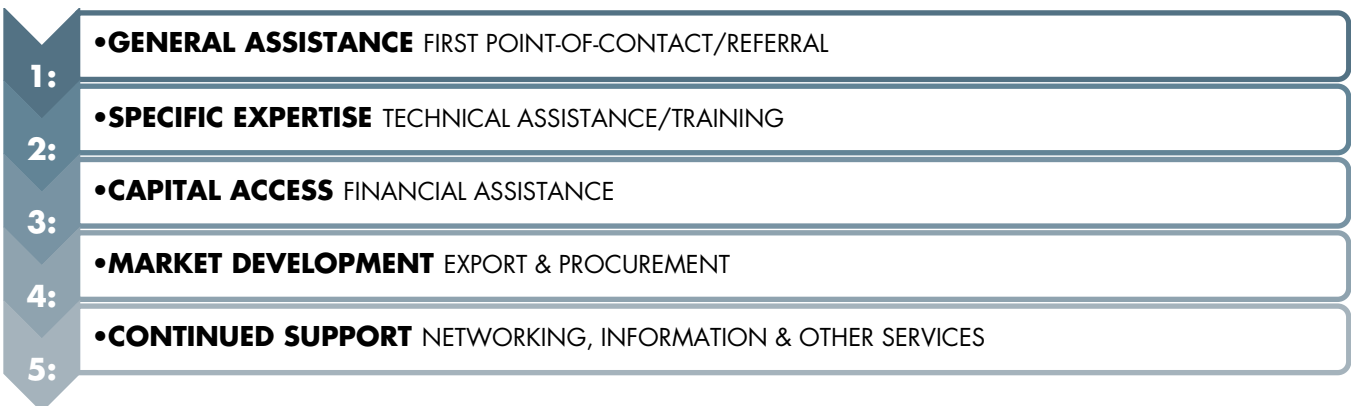 •GENERAL ASSISTANCE FIRST POINT-OF-CONTACT/REFERRAL
1:
•SPECIFIC EXPERTISE TECHNICAL ASSISTANCE/TRAINING
2:
•CAPITAL ACCESS FINANCIAL ASSISTANCE
3:
•MARKET DEVELOPMENT EXPORT & PROCUREMENT
4:
•CONTINUED SUPPORT NETWORKING, INFORMATION & OTHER SERVICES
5: